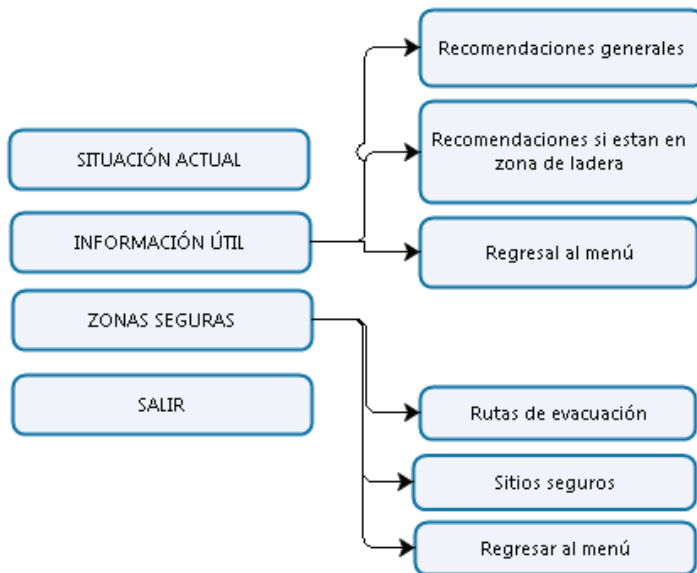 Recomendaciones generales
SITUACIÓN ACTUAL
Recomendaciones si estan en
zona de ladera
INFORMACIÓN ÚTIL
Regresal al menú
ZONAS SEGURAS
SALIR
Rutas de evacuación
Sitios seguros
Regresar al menú